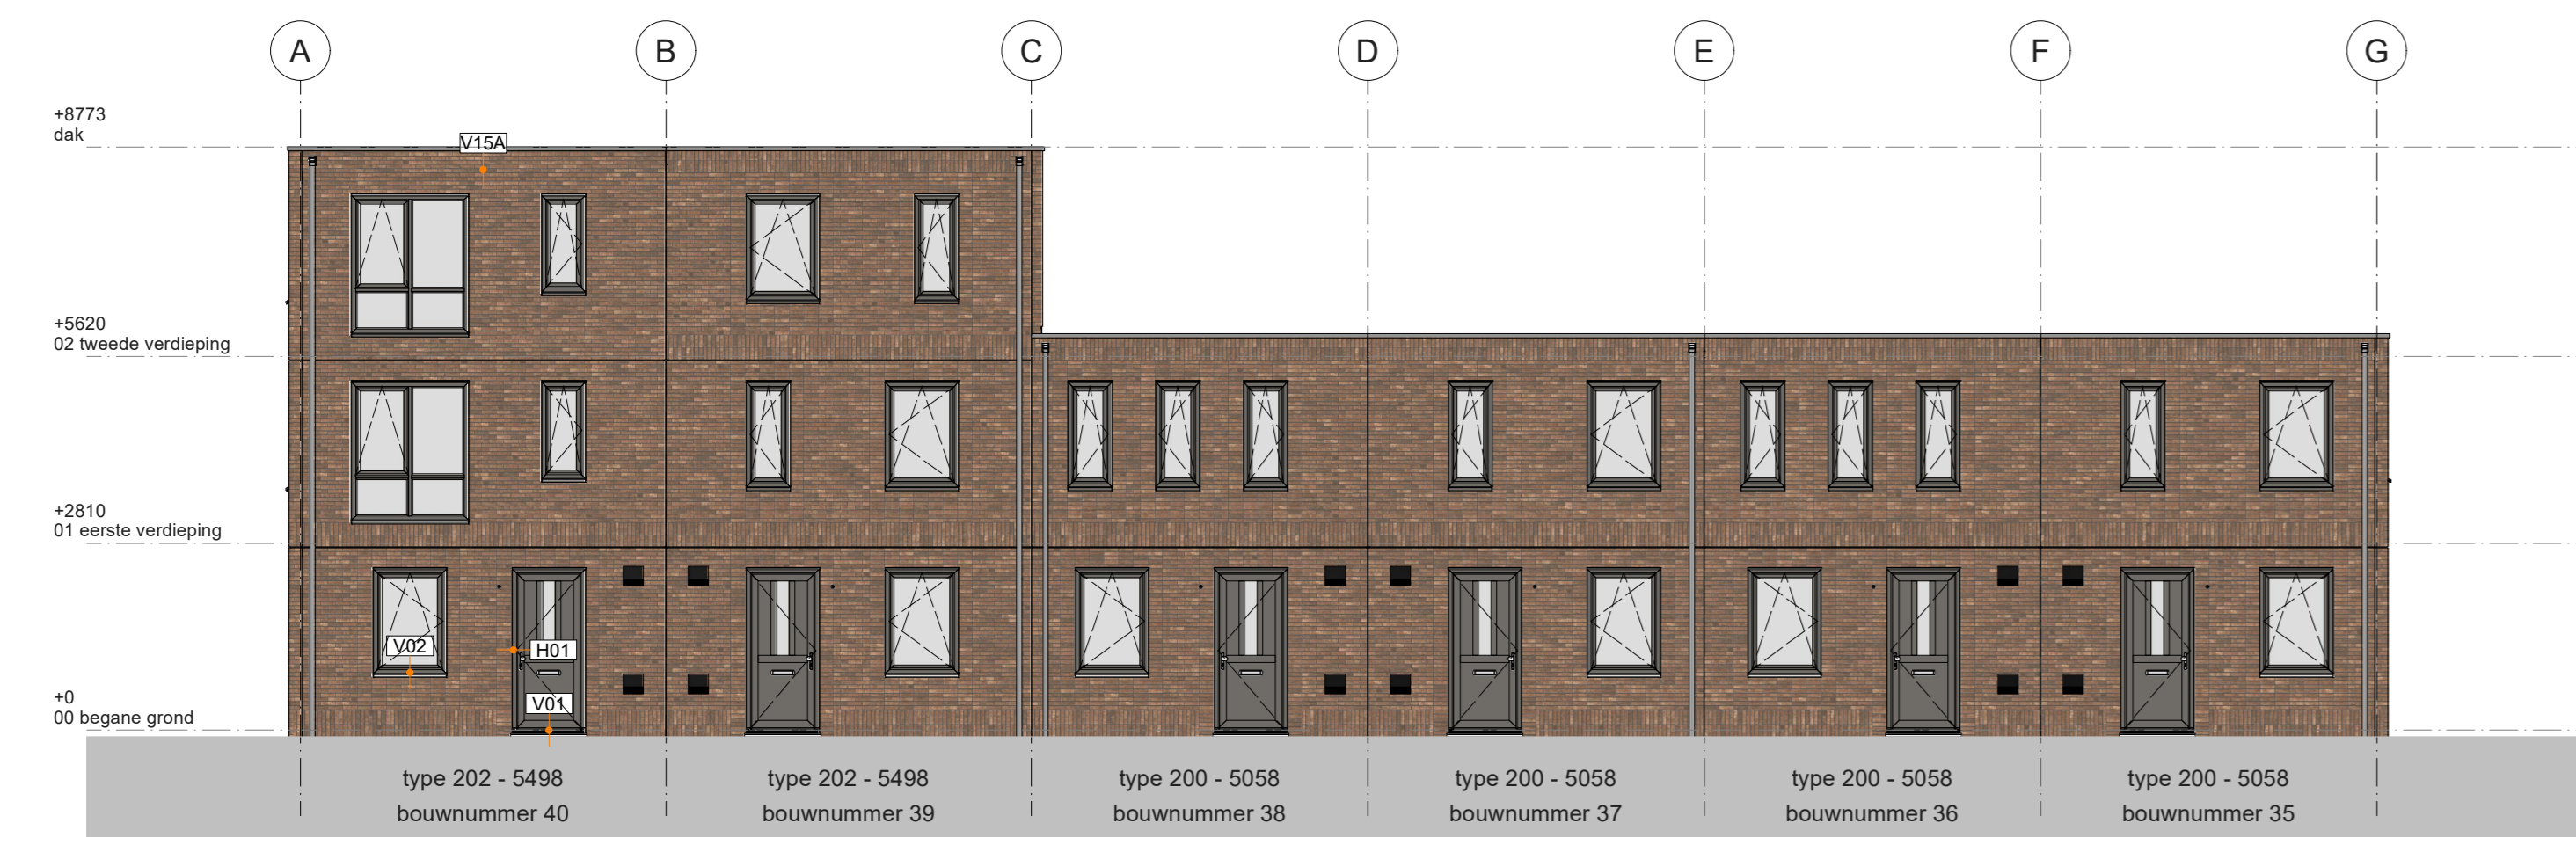 A
B
C
D
E
F
G
+8773
dak
V15A
+5620
02 tweede verdieping
+2810
01 eerste verdieping
V02
H01
V01
+0
00 begane grond
type 202 - 5498
bouwnummer 40
type 202 - 5498
bouwnummer 39
type 200 - 5058
bouwnummer 38
type 200 - 5058
bouwnummer 37
type 200 - 5058
bouwnummer 36
type 200 - 5058
bouwnummer 35